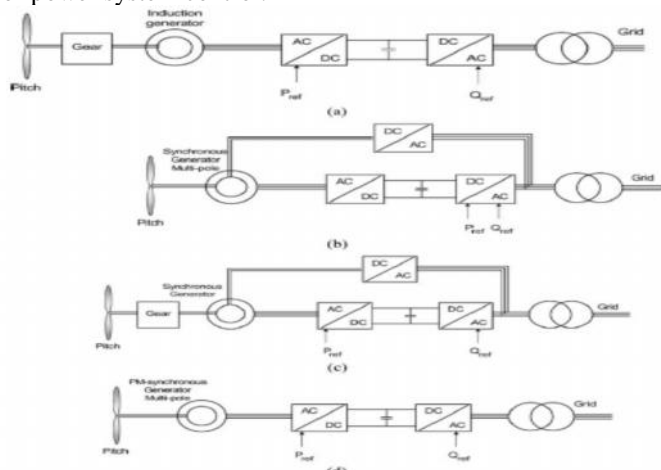 Induction
generator
Grid
Gear
AC
DC
DC
AC
Pitch
Pref
Qref
(a)
DC
AC
Synchronous
Generator
Multi-pole
Grid
AC
DC
DC
AC
Pitch
Pref Qref
(b)
DC
AC
Synchronous
Generator
Grid
Gear
AC
DC
DC
AC
Pitch
Pref
Qref
(c)
PM-synchronous
Generator
Multi-pole
Grid
AC
DC
DC
AC
Pitch
Pref
Qref
(d)